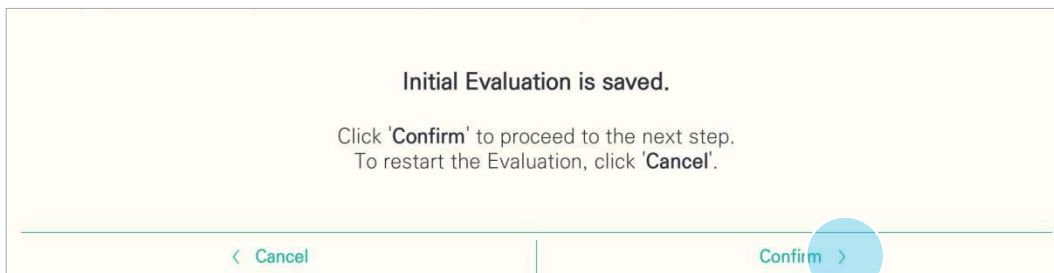 Initial Evaluation is saved.
Click 'Confirm' to proceed to the next step.
To restart the Evaluation, click 'Cancel'.
< Cancel
Confirm >